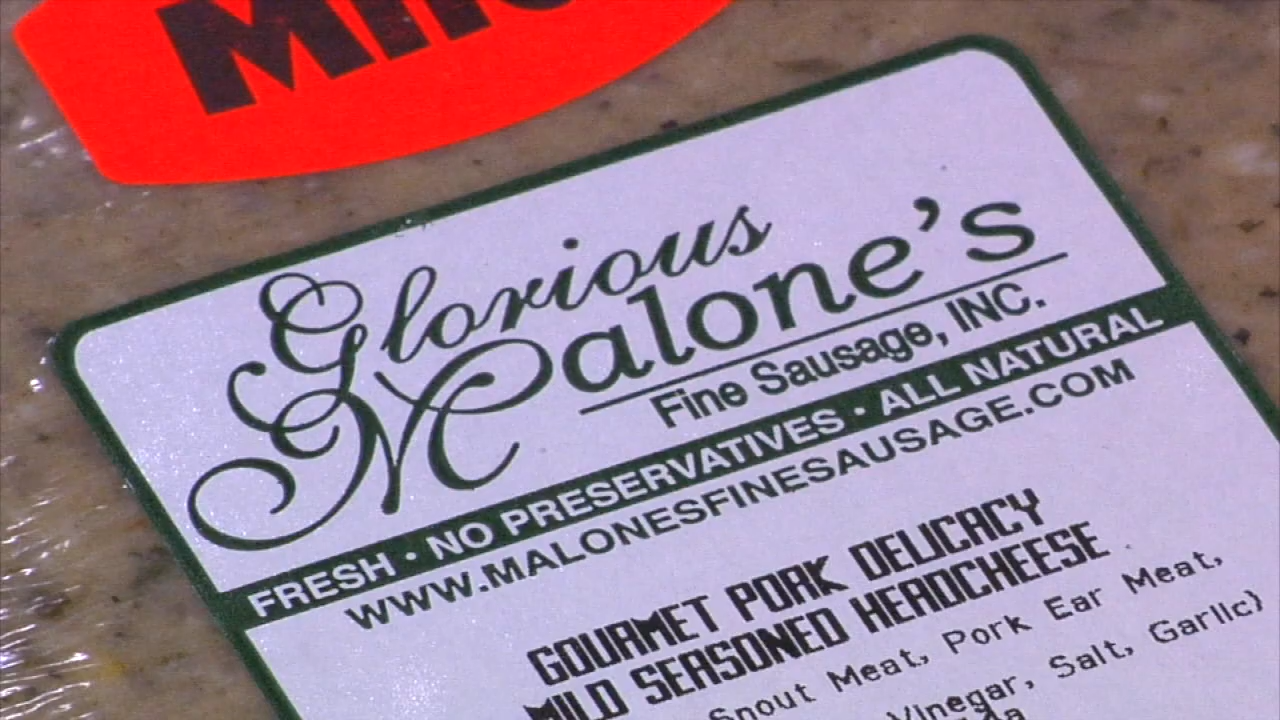 Glorious
Malone's
Fine Sausage, INC.
FRESH · NO PRESERVATIVES · ALL NATURAL
WWW.MALONESFINESAUSAGE.COM
GOURMET PORK DELICACY
MILD SEASONED HEADCHEESE
Snout Meat, Pork Ear Meat,
Vinegar, Salt, Garlic)